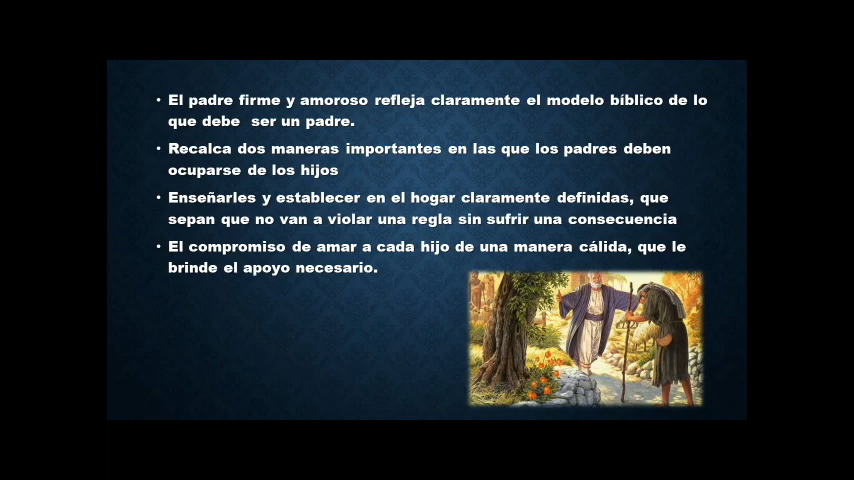 • El padre firme y amoroso refleja claramente el modelo bíblico de lo
que debe  ser un padre.
• Recalca dos maneras importantes en las que los padres deben
ocuparse de los hijos
• Enseñarles y establecer en el hogar claramente definidas, que
sepan que no van a violar una regla sin sufrir una consecuencia
• El compromiso de amar a cada hijo de una manera cálida, que le
brinde el apoyo necesario.